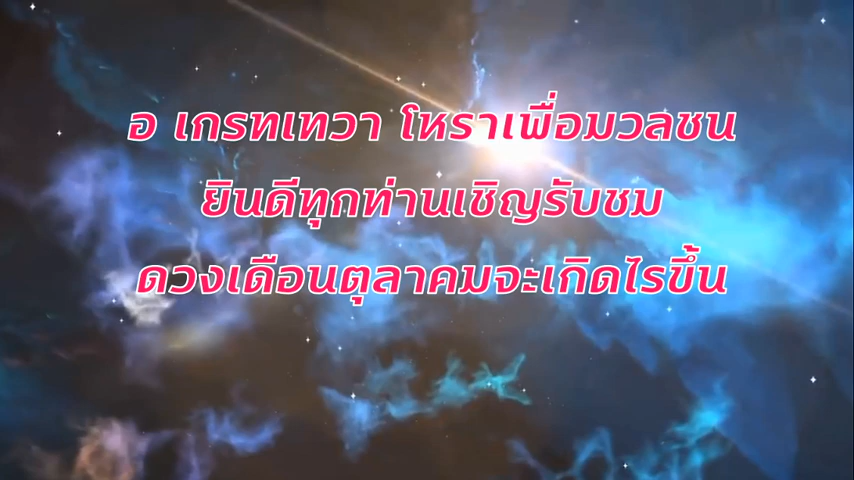 อ เกรทเทวา โหราเพื่อมวลชน
ยินดีทุกท่านเชิญรับชม
ดวงเดือนตุลาคมจะเกิดไรขึ้น